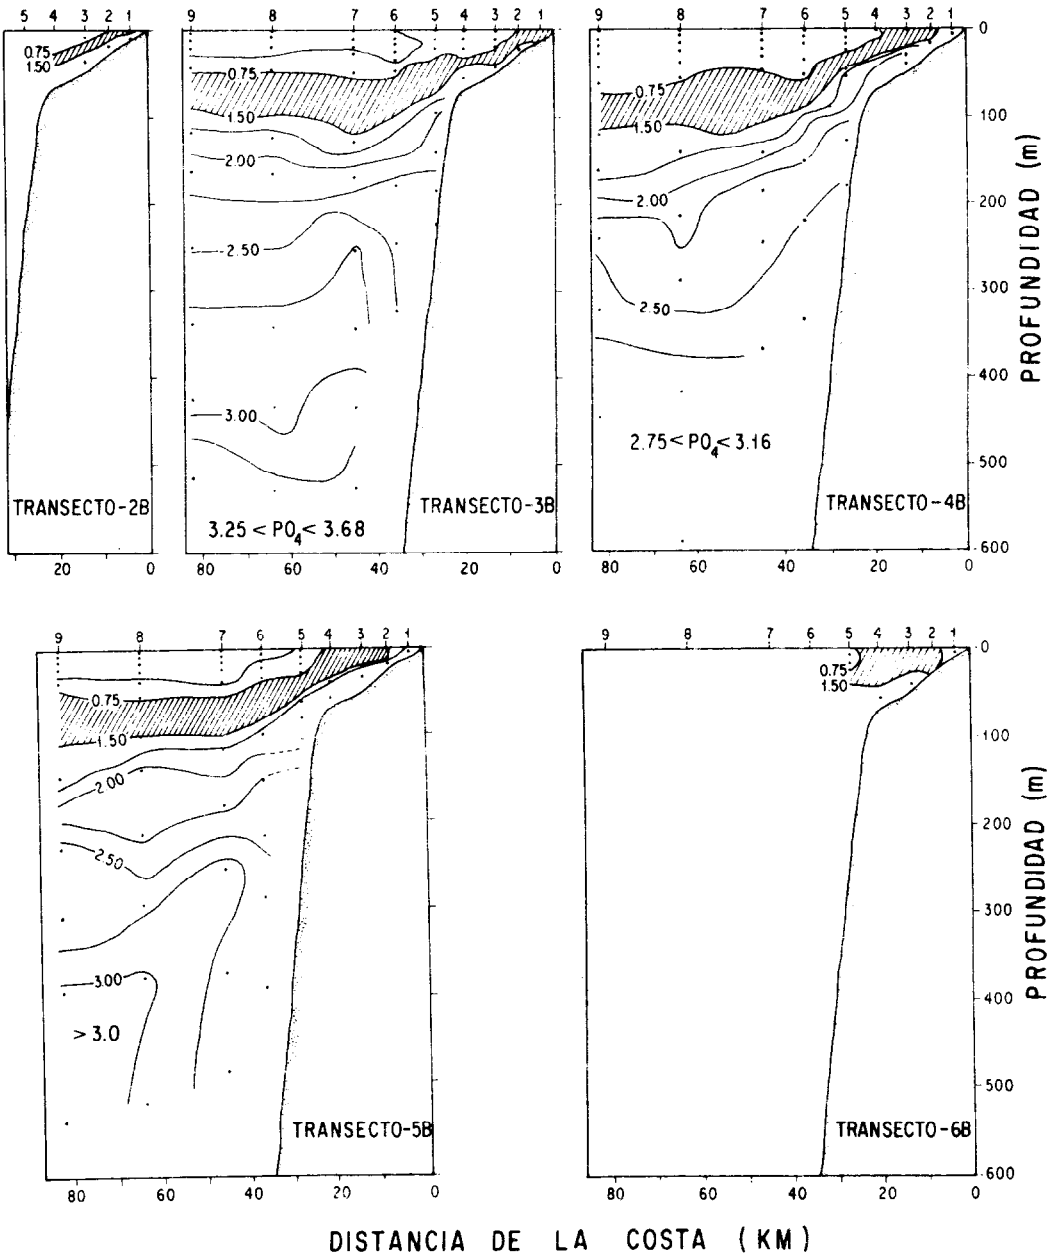 5 4 3 2 1
9 8 7 6 5 4 3 2 1
9 8 7 6 5 4 3 2 1
0.75
1.50
0.75
1.50
2.00
2.50
3.00
0.75
1.50
2.00
2.50
0
100
200
300
400
500
600
PROFUNDIDAD (m)
2.75 < PO4 < 3.16
3.25 < PO4 < 3.68
TRANSECTO-2B
TRANSECTO-3B
TRANSECTO-4B
20 0
80 60 40 20 0
80 60 40 20 0
9 8 7 6 5 4 3 2 1
9 8 7 6 5 4 3 2 1
0.75
1.50
2.00
2.50
3.00
> 3.0
0.75
1.50
0
100
200
300
400
500
600
PROFUNDIDAD (m)
TRANSECTO-5B
TRANSECTO-6B
80 60 40 20 0
80 60 40 20 0
DISTANCIA DE LA COSTA (KM)